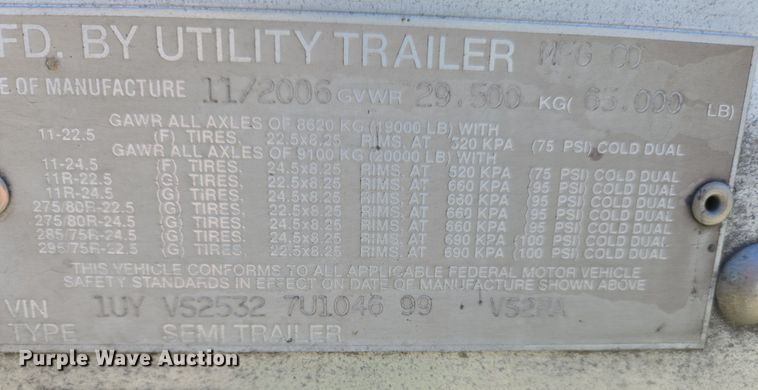 FD. BY UTILITY TRAILER MFG CO
E OF MANUFACTURE 11/2006 GVWR 29.500 KG( 65.000 LB)
GAWR ALL AXLES OF 8620 KG (19000 LB) WITH
11-22.5 (F) TIRES, 22.5x8.25 RIMS, AT 520 KPA (75 PSI) COLD DUAL
GAWR ALL AXLES OF 9100 KG (20000 LB) WITH
11-24.5 (F) TIRES, 24.5x8.25 RIMS, AT 520 KPA (75 PSI) COLD DUAL
11R-22.5 (G) TIRES, 22.5x8.25 RIMS, AT 660 KPA (95 PSI) COLD DUAL
11R-24.5 (G) TIRES, 24.5x8.25 RIMS, AT 660 KPA (95 PSI) COLD DUAL
275/80R-22.5 (G) TIRES, 22.5x8.25 RIMS, AT 660 KPA (95 PSI) COLD DUAL
275/80R-24.5 (G) TIRES, 24.5x8.25 RIMS, AT 660 KPA (95 PSI) COLD DUAL
285/75R-24.5 (G) TIRES, 24.5x8.25 RIMS, AT 690 KPA (100 PSI) COLD DUAL
295/75R-22.5 (G) TIRES, 22.5x8.25 RIMS, AT 690 KPA (100 PSI) COLD DUAL
THIS VEHICLE CONFORMS TO ALL APPLICABLE FEDERAL MOTOR VEHICLE
SAFETY STANDARDS IN EFFECT ON DATE OF MANUFACTURE SHOWN ABOVE.
VIN 1UY VS2532 7U1046 99 VS2RA
TYPE SEMITRAILER
Purple Wave Auction